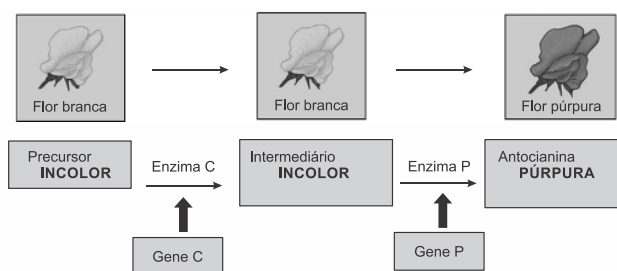 Flor branca
Flor branca
Flor púrpura
Precursor
INCOLOR
Enzima C
Intermediário
INCOLOR
Enzima P
Antocianina
PÚRPURA
Gene C
Gene P